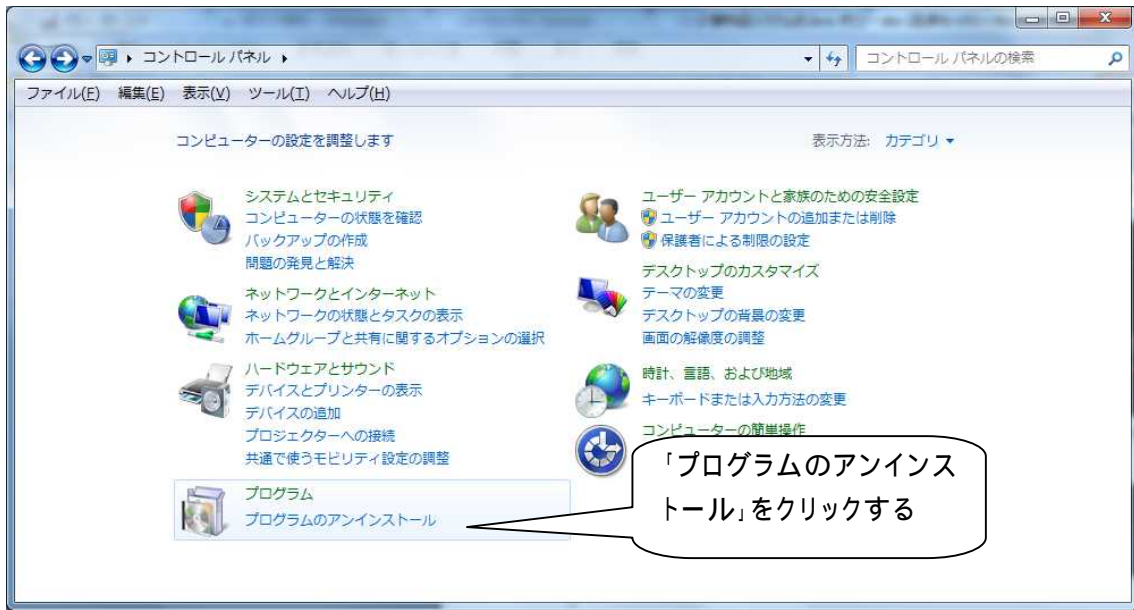 コントロール パネル
コントロール パネルの検索
ファイル(F) 編集(E) 表示(V) ツール(T) ヘルプ(H)
コンピューターの設定を調整します
表示方法: カテゴリ
システムとセキュリティ
コンピューターの状態を確認
バックアップの作成
問題の発見と解決
ネットワークとインターネット
ネットワークの状態とタスクの表示
ホームグループと共有に関するオプションの選択
ハードウェアとサウンド
デバイスとプリンターの表示
デバイスの追加
プロジェクターへの接続
共通で使うモビリティ設定の調整
プログラム
プログラムのアンインストール
ユーザー アカウントと家族のための安全設定
ユーザー アカウントの追加または削除
保護者による制限の設定
デスクトップのカスタマイズ
テーマの変更
デスクトップの背景の変更
画面の解像度の調整
時計、言語、および地域
キーボードまたは入力方法の変更
コンピューターの簡単操作
「プログラムのアンインス
トール」をクリックする